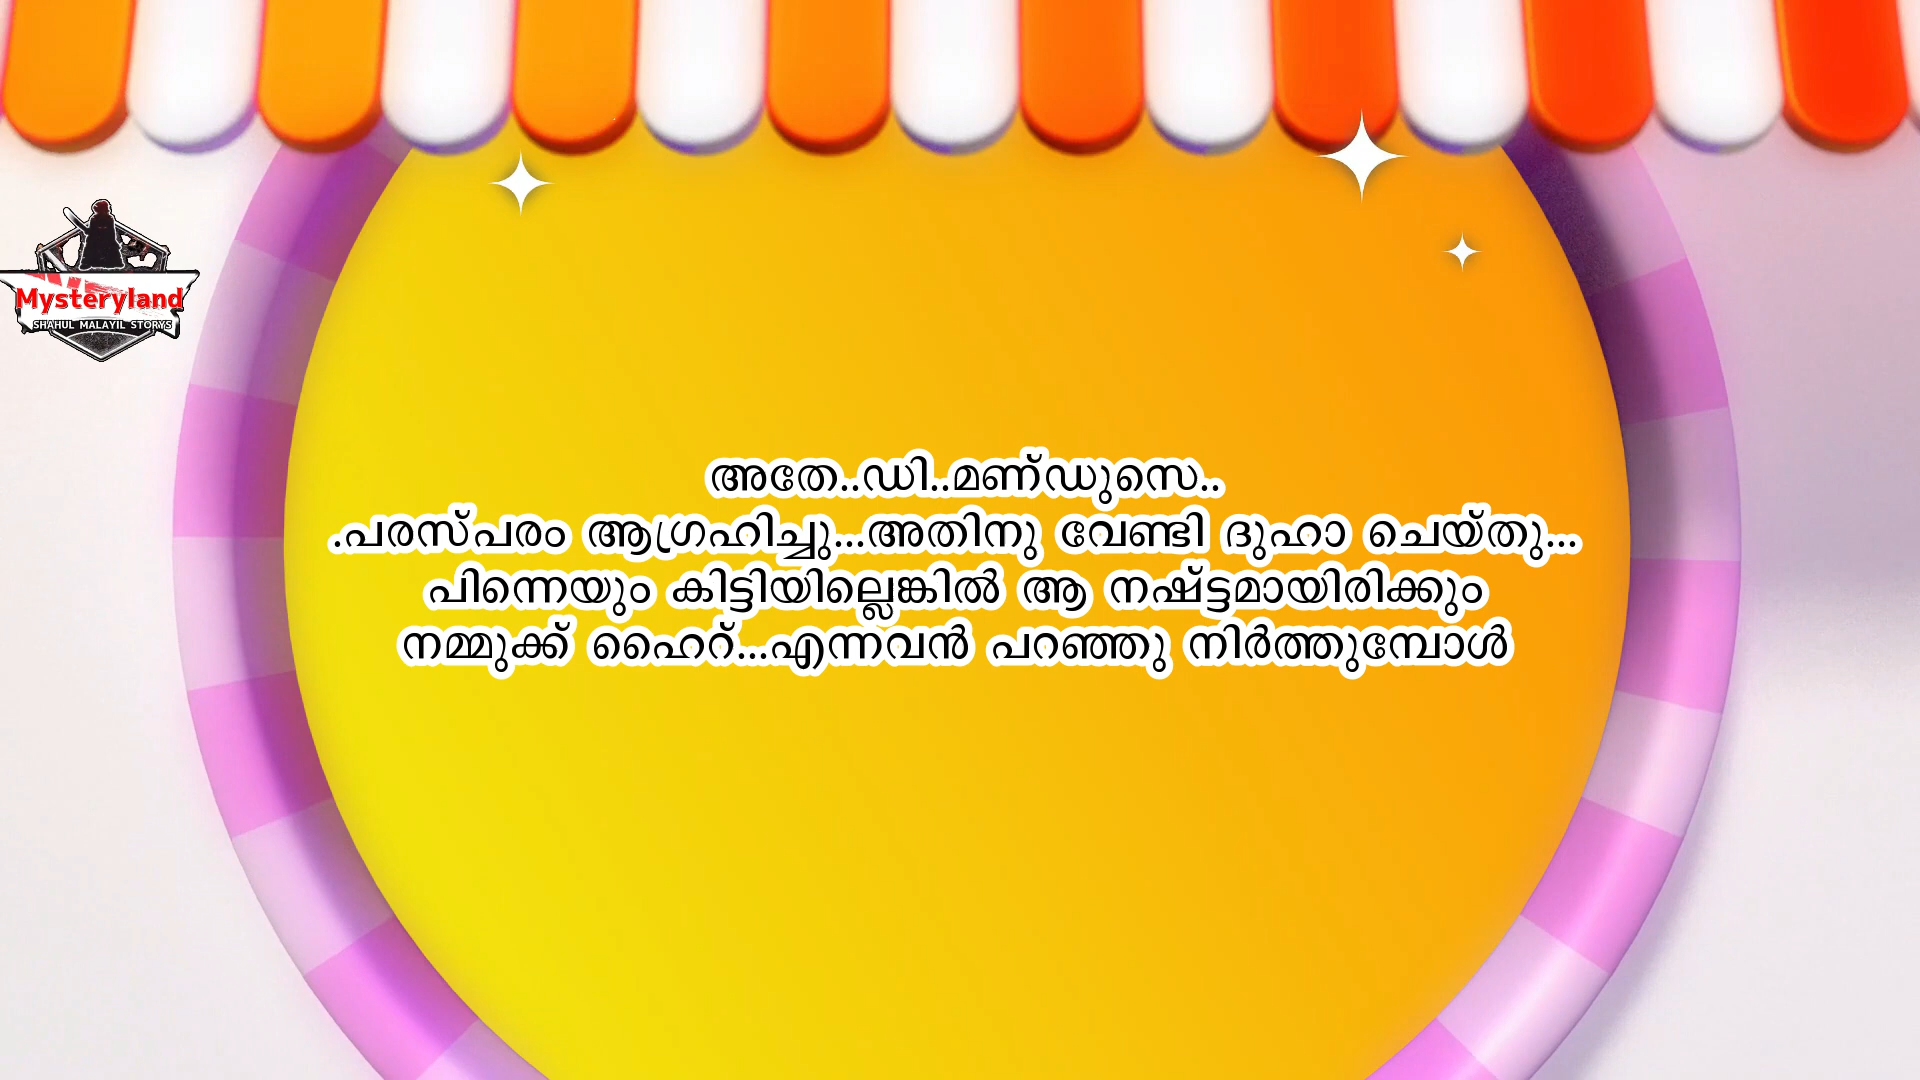 Mysteryland
SHAHUL MALAYIL STORYS
അതേ..ഡി..മണ്ഡുസെ..
.പരസ്പരം ആഗ്രഹിച്ചു...അതിനു വേണ്ടി ദുഹാ ചെയ്തു...
പിന്നെയും കിട്ടിയില്ലെങ്കിൽ ആ നഷ്ട്ടമായിരിക്കും
നമ്മുക്ക് ഹൈറ്...എന്നവൻ പറഞ്ഞു നിർത്തുമ്പോൾ